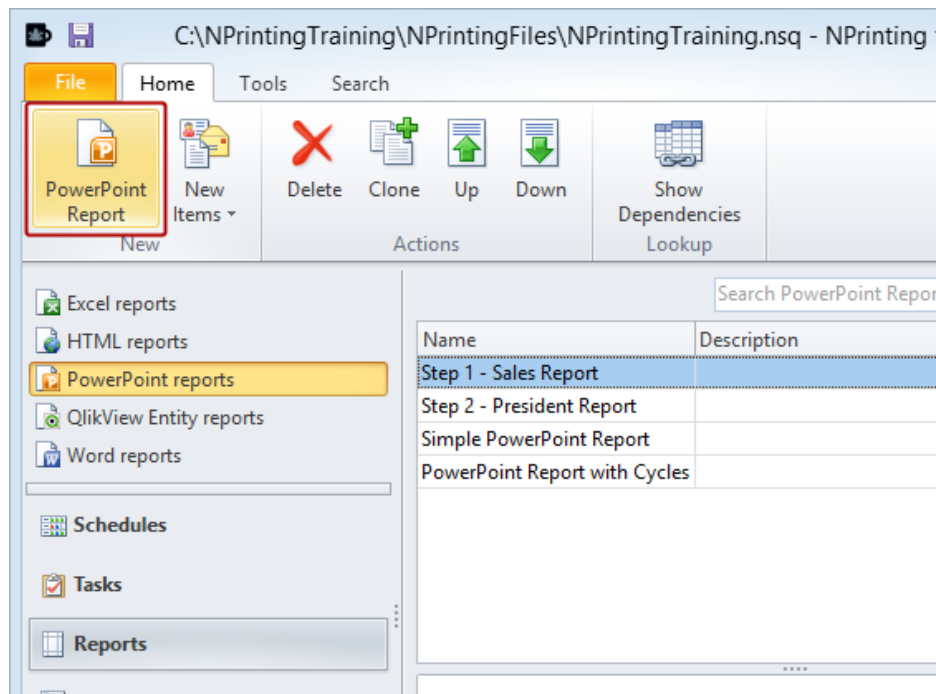 C:\NPrintingTraining\NPrintingFiles\NPrintingTraining.nsq - NPrinting
File Home Tools Search
PowerPoint Report
New Items
Delete
Clone
Up
Down
Show Dependencies
New
Actions
Lookup
Excel reports
HTML reports
PowerPoint reports
QlikView Entity reports
Word reports
Schedules
Tasks
Reports
Search PowerPoint Repor
Name Description
Step 1 - Sales Report
Step 2 - President Report
Simple PowerPoint Report
PowerPoint Report with Cycles